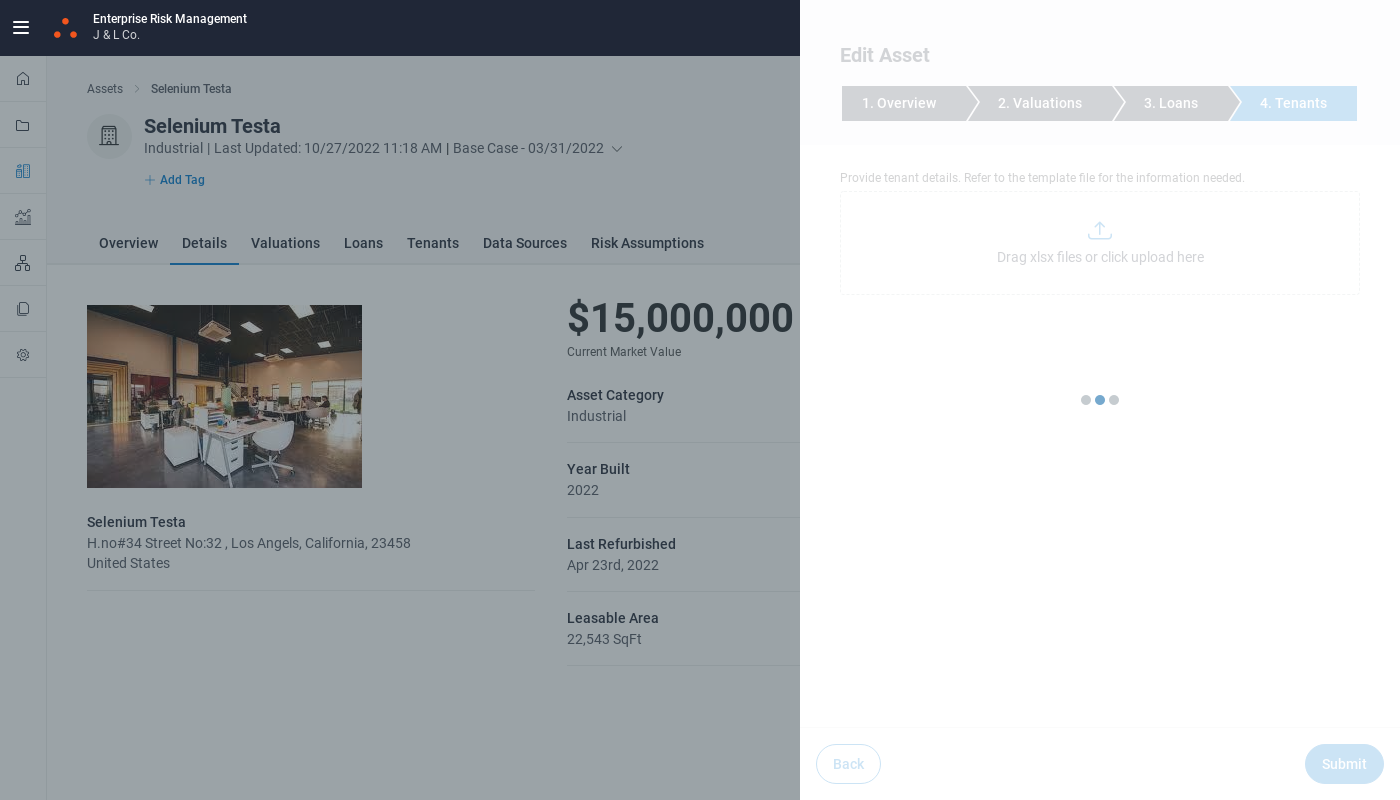 Enterprise Risk Management
J & L Co.
Assets
Selenium Testa
Selenium Testa
Industrial | Last Updated: 10/27/2022 11:18 AM | Base Case - 03/31/2022
Add Tag
Overview
Details
Valuations
Loans
Tenants
Data Sources
Risk Assumptions
Selenium Testa
H.no#34 Street No:32 , Los Angels, California, 23458
United States
$15,000,000
Current Market Value
Asset Category
Industrial
Year Built
2022
Last Refurbished
Apr 23rd, 2022
Leasable Area
22,543 SqFt
Edit Asset
1. Overview
2. Valuations
3. Loans
4. Tenants
Provide tenant details. Refer to the template file for the information needed.
Drag xlsx files or click upload here
Back
Submit